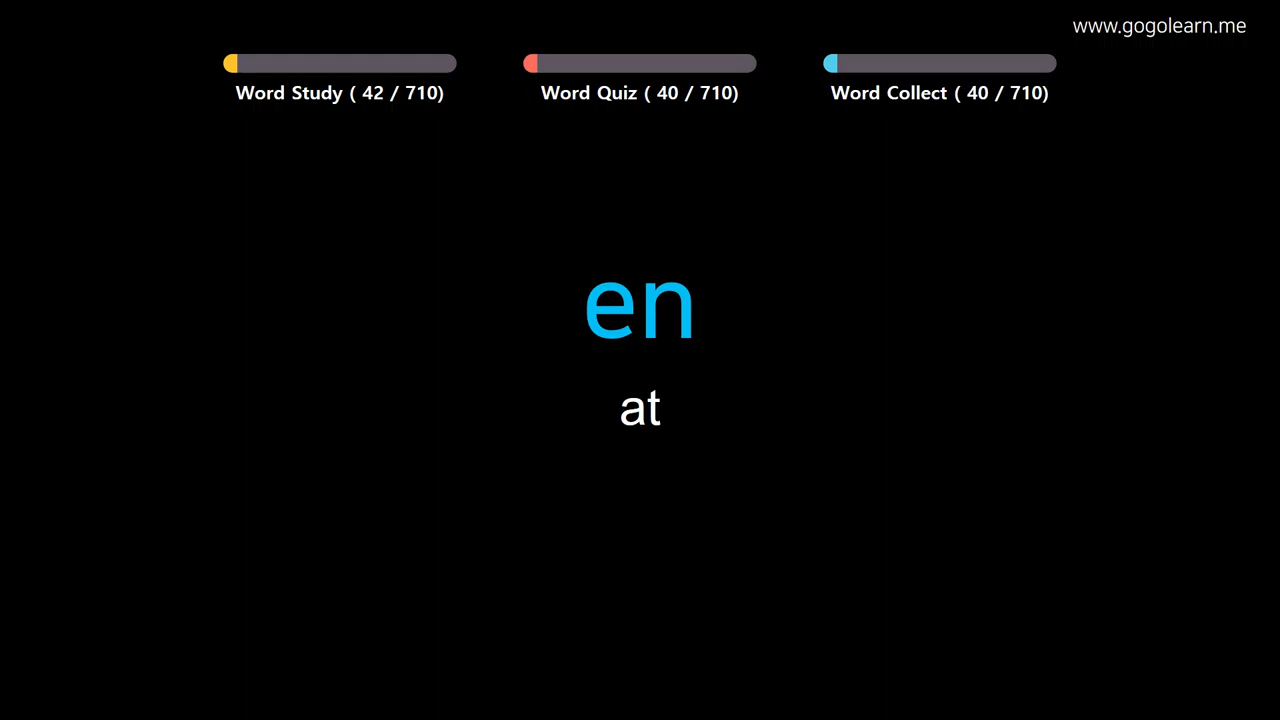 www.gogolearn.me
Word Study ( 42 / 710)
Word Quiz ( 40 / 710)
Word Collect ( 40 / 710)
en
at